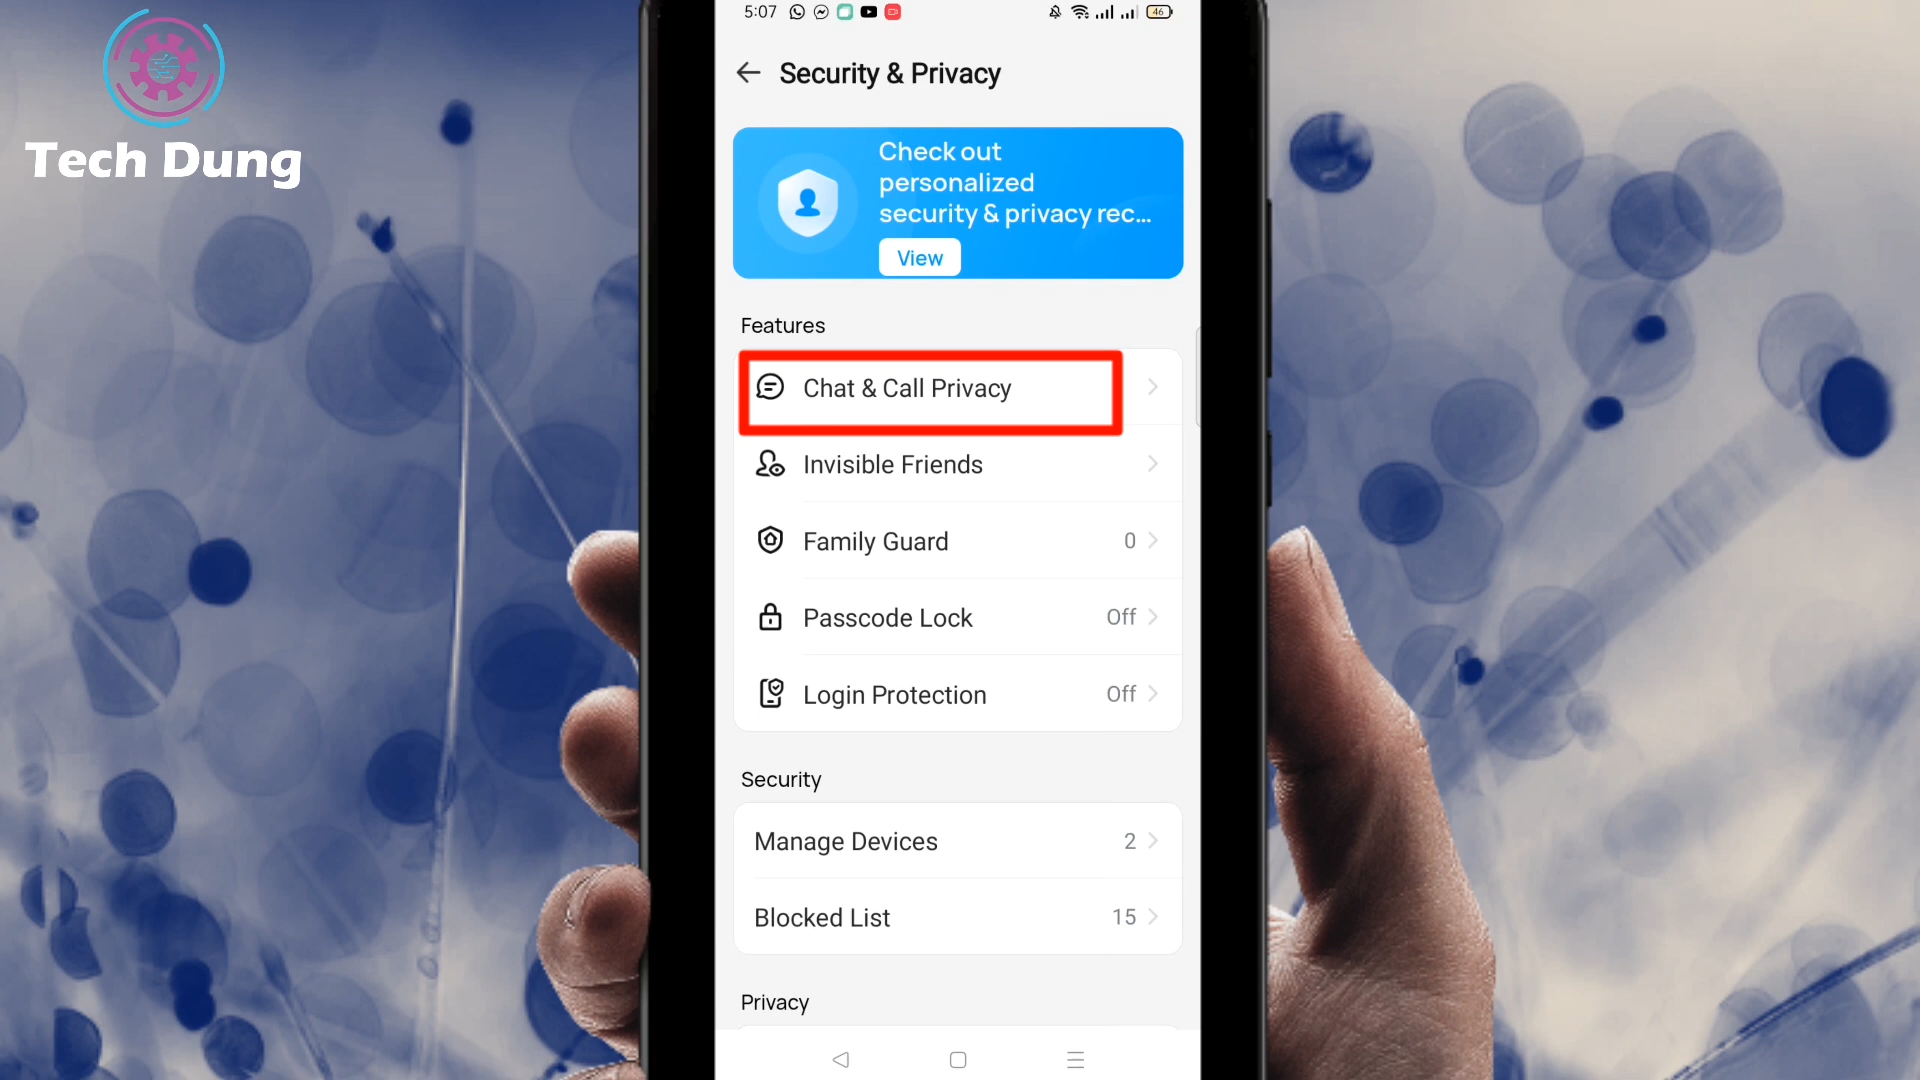 Tech Dung
5:07
46
Security & Privacy
Check out
personalized
security & privacy rec...
View
Features
Chat & Call Privacy
Invisible Friends
Family Guard 0
Passcode Lock Off
Login Protection Off
Security
Manage Devices 2
Blocked List 15
Privacy